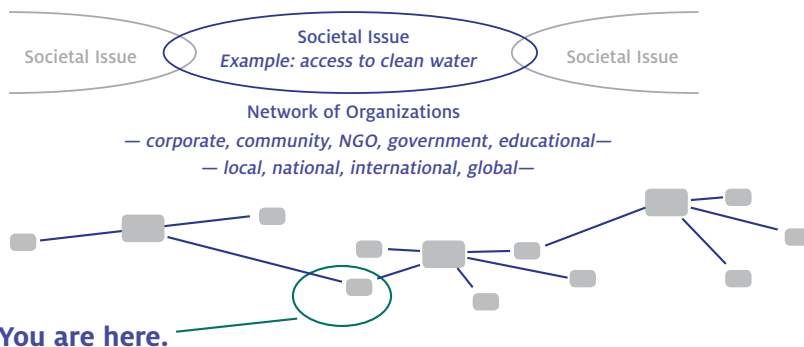 Societal Issue
Societal Issue
Example: access to clean water
Societal Issue
Network of Organizations
— corporate, community, NGO, government, educational—
— local, national, international, global—
You are here.